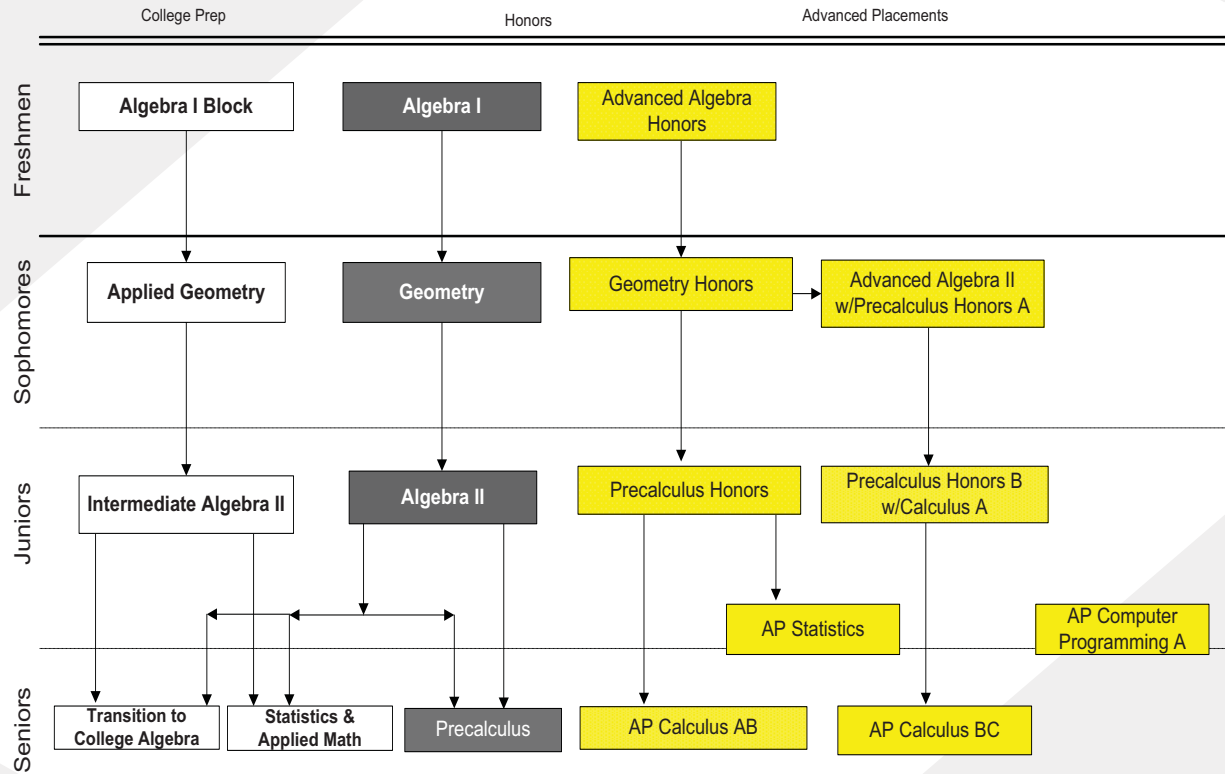 College Prep
Honors
Advanced Placements
Freshmen
Algebra I Block
Algebra I
Advanced Algebra
Honors
Sophomores
Applied Geometry
Geometry
Geometry Honors
Advanced Algebra II
w/Precalculus Honors A
Juniors
Intermediate Algebra II
Algebra II
Precalculus Honors
Precalculus Honors B
w/Calculus A
AP Statistics
AP Computer
Programming A
Seniors
Transition to
College Algebra
Statistics &
Applied Math
Precalculus
AP Calculus AB
AP Calculus BC